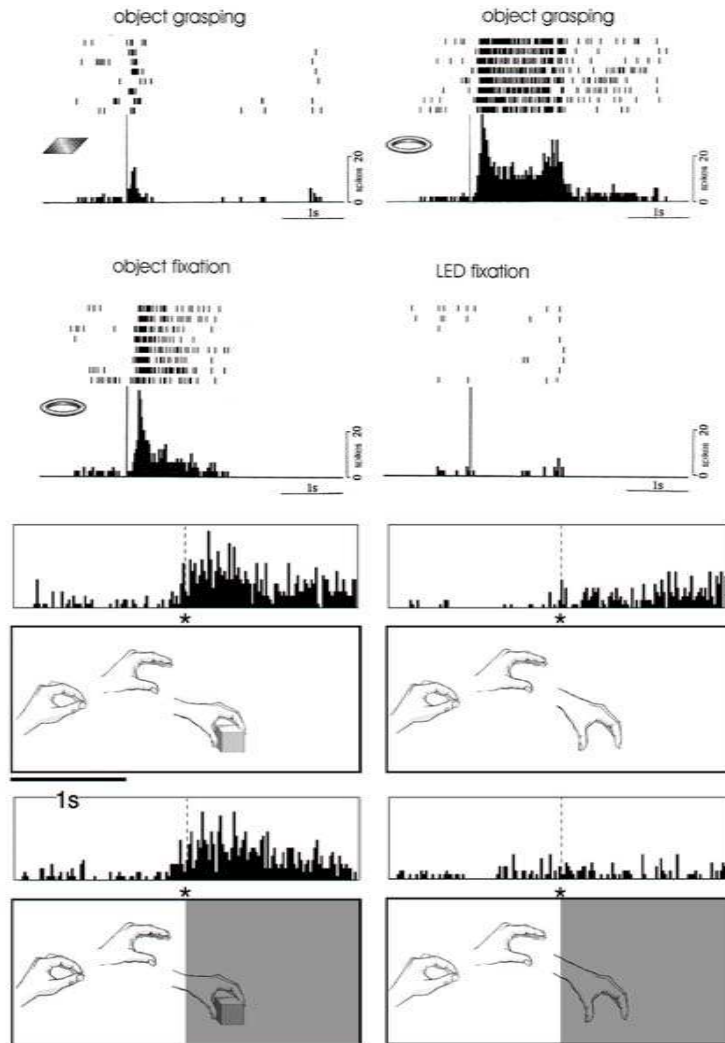 object grasping
object grasping
20
spikes
0
1s
20
spikes
0
1s
object fixation
LED fixation
20
spikes
0
1s
20
spikes
0
1s
*
*
1s
*
*